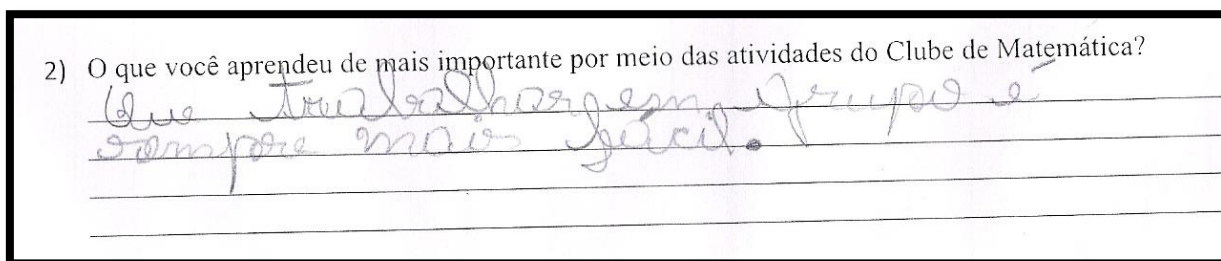 2) O que você aprendeu de mais importante por meio das atividades do Clube de Matemática?
Que trabalhar em grupo é
sempre mais fácil.